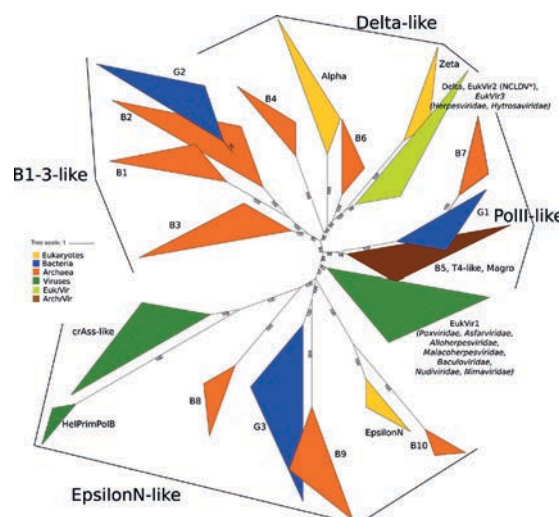 Delta-like
G2
Alpha
Zeta
Delta, EukVir2 (NCLDV*),
EukVir3
(Herpesviridae, Hytrosaviridae)
B4
B2
B6
B7
B1-3-like
B1
PolII-like
G1
B3
Tree scale: 1
Eukaryotes
Bacteria
Archaea
Viruses
Euk/Vir
Arch/Vir
B5, T4-like, Magro
crAss-like
EukVir1
(Poxviridae, Asfarviridae,
Alloherpesviridae,
Malacoherpesviridae,
Baculoviridae,
Nudiviridae, Nimaviridae)
B8
HelPrimPolB
G3
EpsilonN
B10
B9
EpsilonN-like